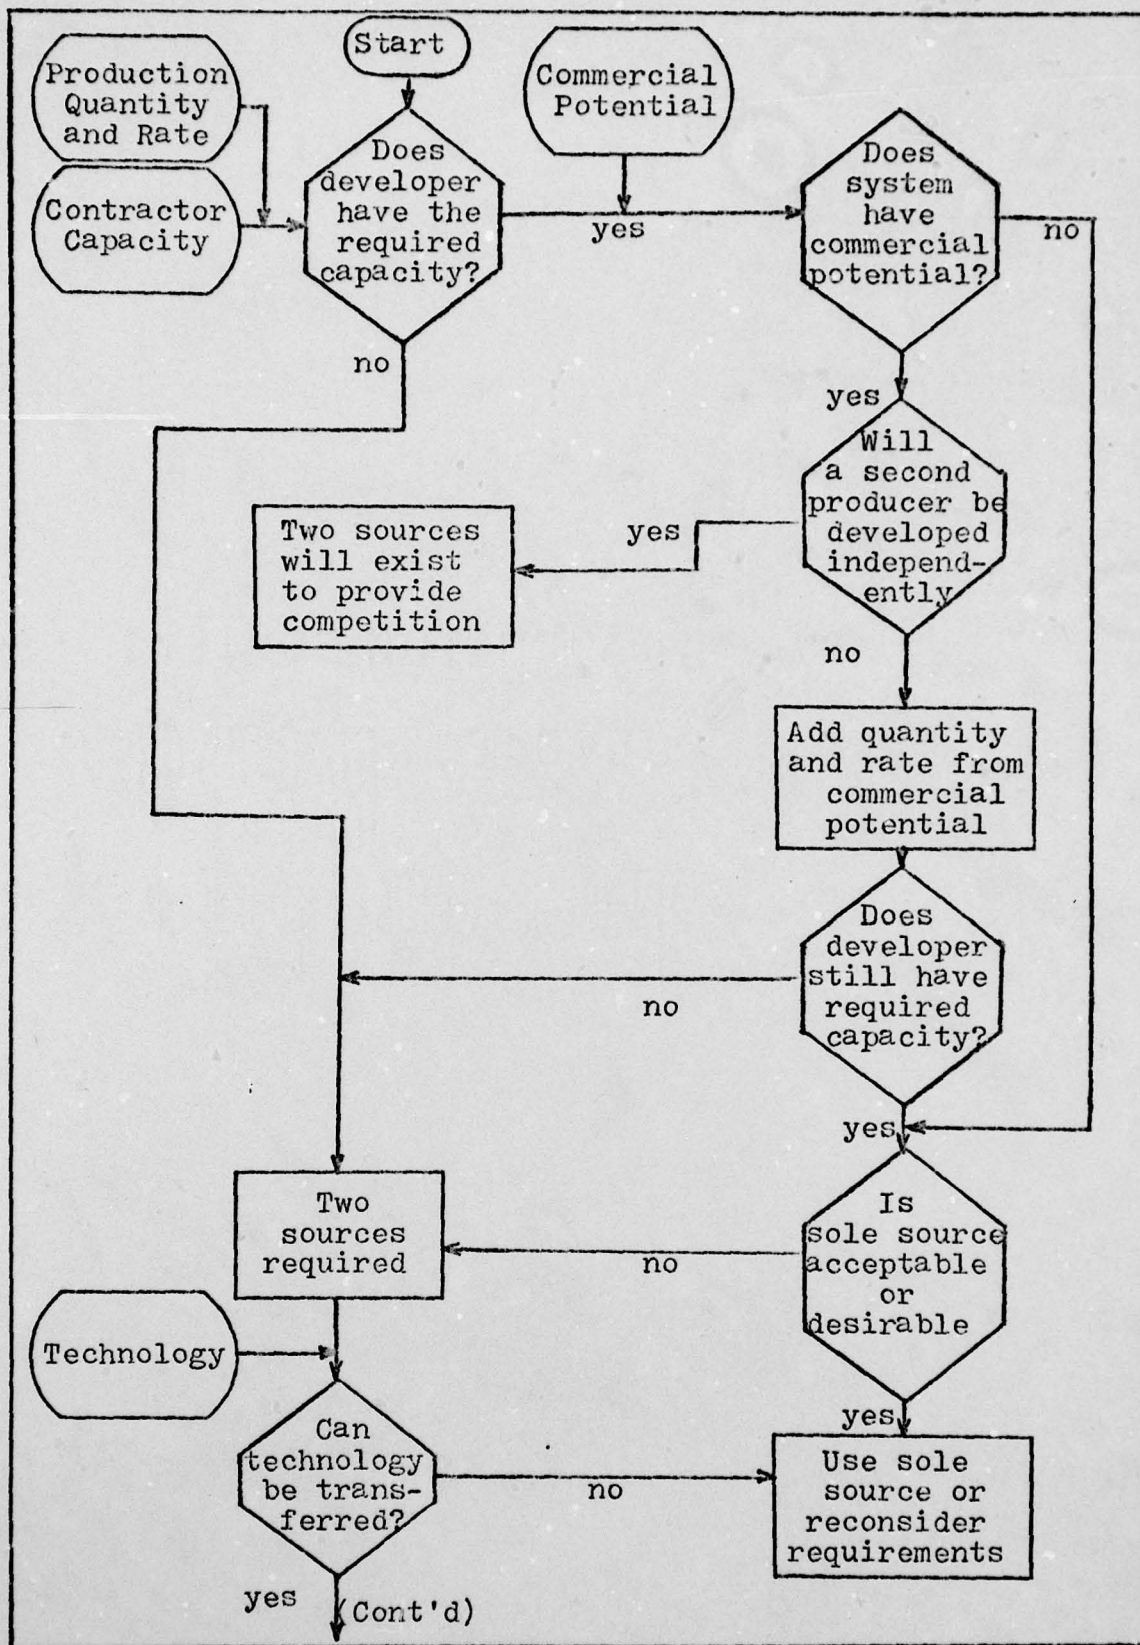 Start
Production
Quantity
and Rate
Contractor
Capacity
Does
developer
have the
required
capacity?
Commercial
Potential
yes
Does
system
have
commercial
potential?
no
no
yes
Will
a second
producer be
developed
independ-
ently
yes
Two sources
will exist
to provide
competition
no
Add quantity
and rate from
commercial
potential
Does
developer
still have
required
capacity?
no
yes
Is
sole source
acceptable
or
desirable
no
Two
sources
required
Technology
yes
Can
technology
be trans-
ferred?
no
Use sole
source or
reconsider
requirements
yes
(Cont'd)